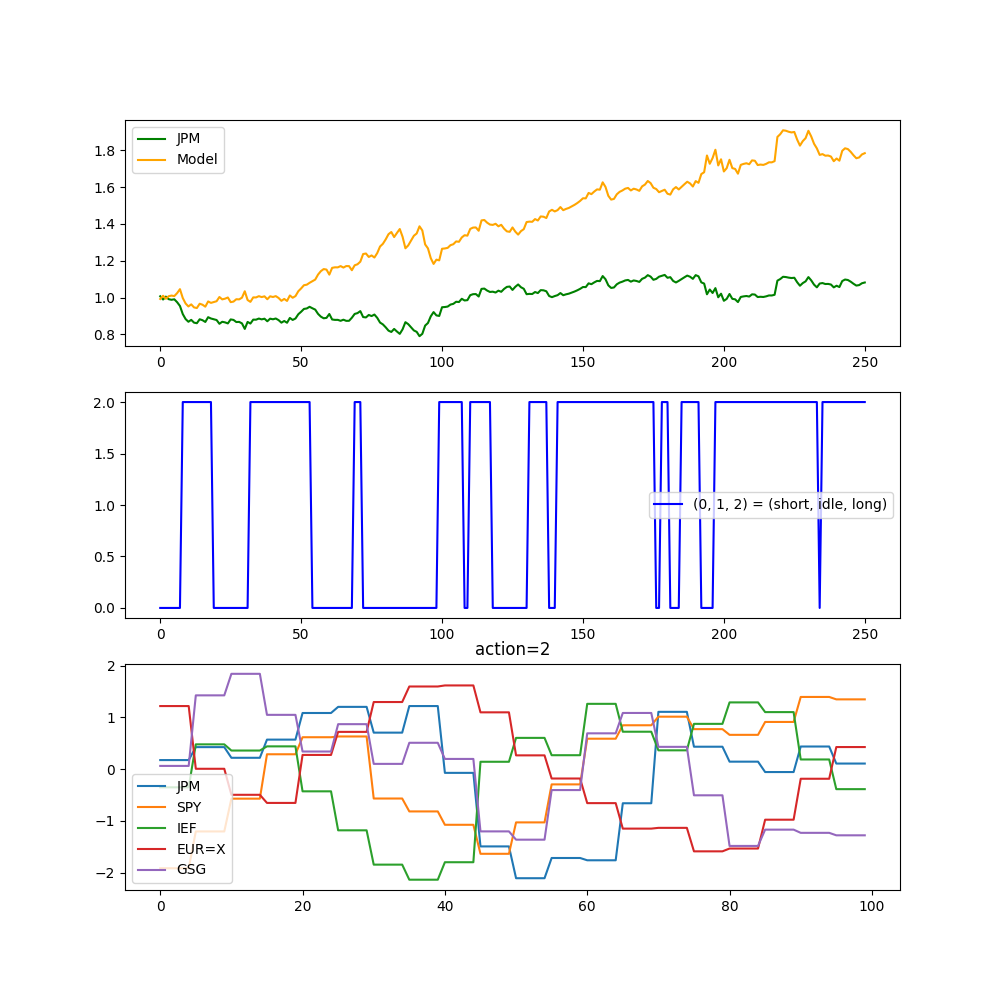 JPM
Model
1.8
1.6
1.4
1.2
1.0
0.8
0 50 100 150 200 250
2.0
1.5
1.0
0.5
0.0
(0, 1, 2) = (short, idle, long)
0 50 100 150 200 250
action=2
2
1
0
−1
−2
JPM
SPY
IEF
EUR=X
GSG
0 20 40 60 80 100